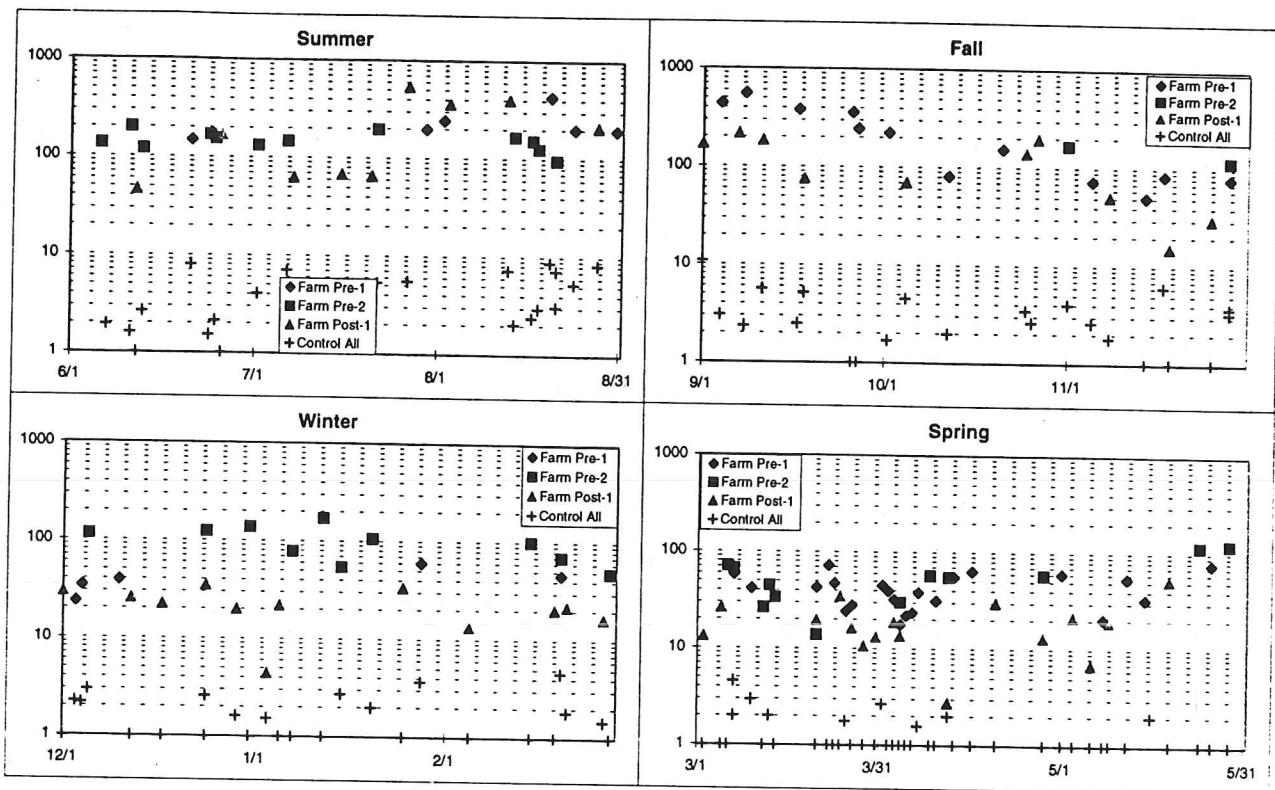 Summer
1000
100
10
1
6/1
7/1
8/1
8/31
Farm Pre-1
Farm Pre-2
Farm Post-1
Control All
Fall
1000
100
10
1
9/1
10/1
11/1
Farm Pre-1
Farm Pre-2
Farm Post-1
Control All
Winter
1000
100
10
1
12/1
1/1
2/1
Farm Pre-1
Farm Pre-2
Farm Post-1
Control All
Spring
1000
100
10
1
3/1
3/31
5/1
5/31
Farm Pre-1
Farm Pre-2
Farm Post-1
Control All